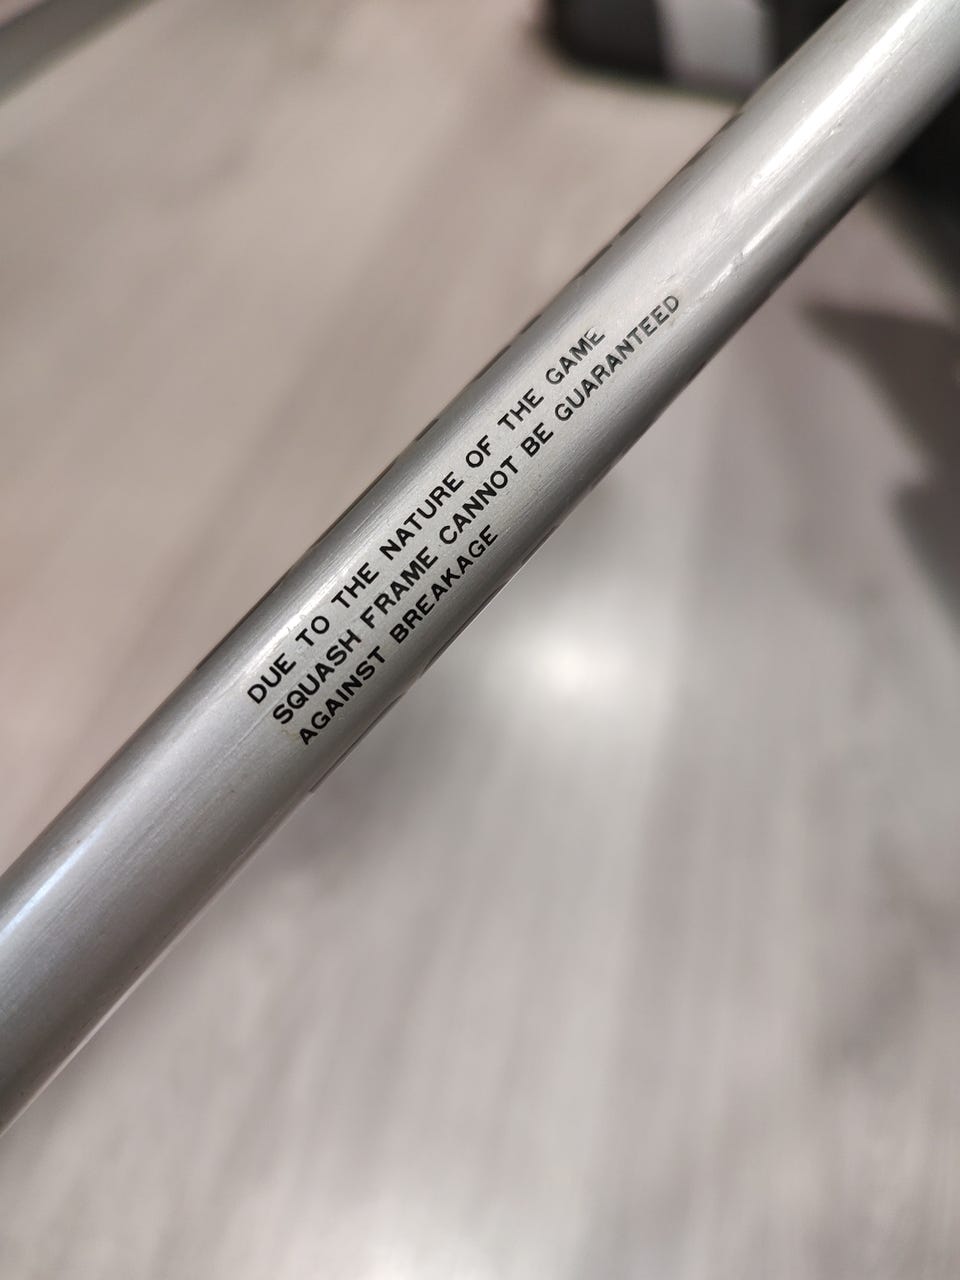 DUE TO THE NATURE OF THE GAME
SQUASH FRAME CANNOT BE GUARANTEED
AGAINST BREAKAGE